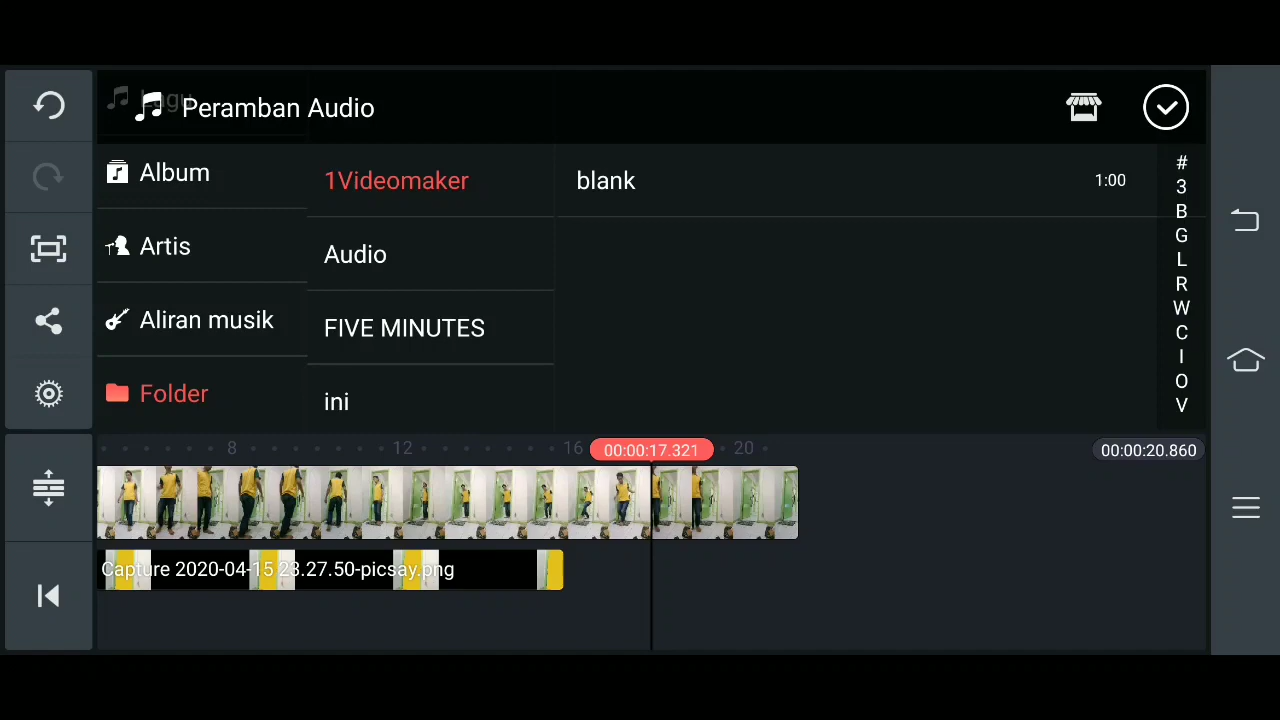 Lagu
Peramban Audio
Album
Artis
Aliran musik
Folder
1Videomaker
Audio
FIVE MINUTES
ini
blank
1:00
#
3
B
G
L
R
W
C
I
O
V
8
12
16
00:00:17.321
20
00:00:20.860
Capture 2020-04-15 23.27.50-picsay.png